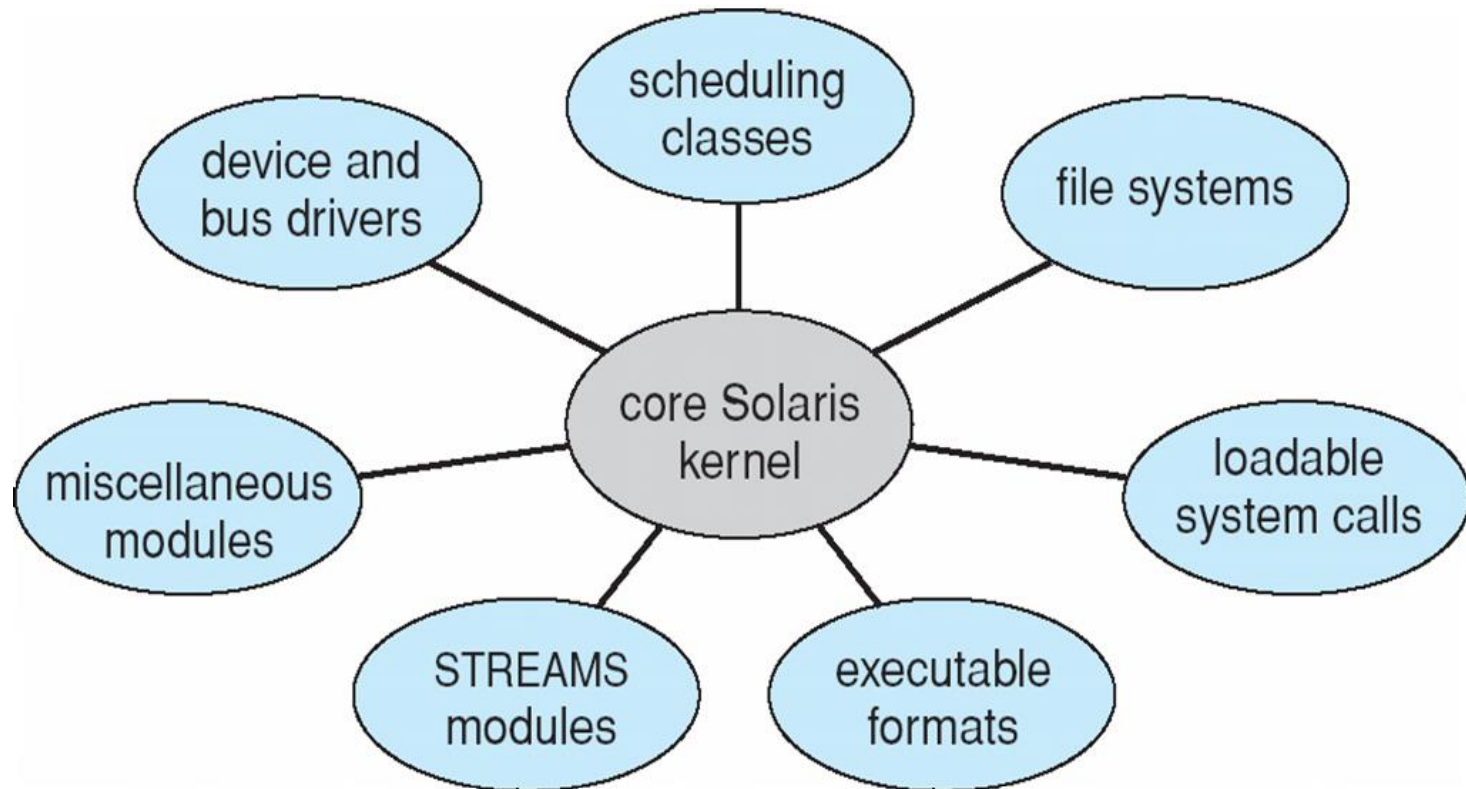 scheduling
classes
device and
bus drivers
file systems
core Solaris
kernel
miscellaneous
modules
loadable
system calls
STREAMS
modules
executable
formats